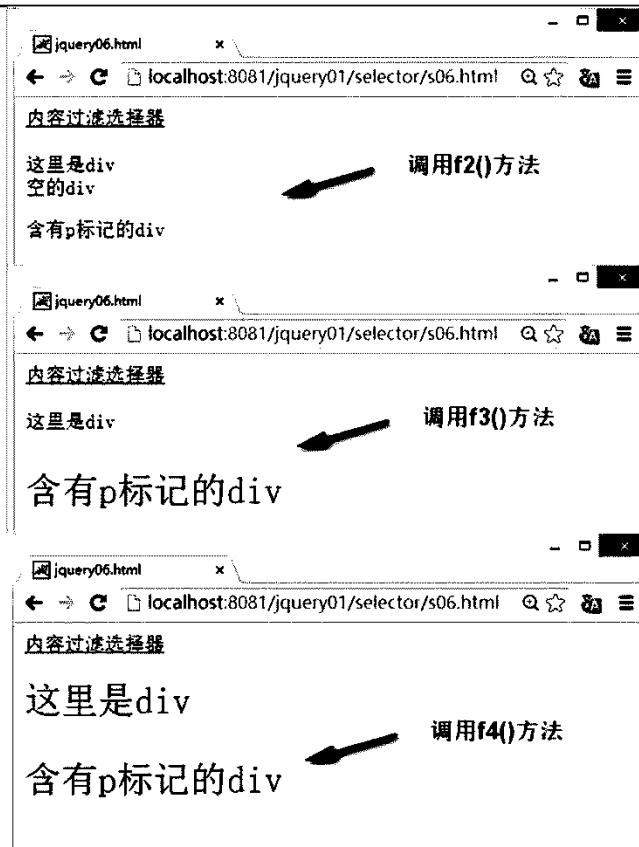 jquery06.html
localhost:8081/jquery01/selector/s06.html
内容过滤选择器
这里是div
调用f2()方法
空的div
含有p标记的div
jquery06.html
localhost:8081/jquery01/selector/s06.html
内容过滤选择器
这里是div
调用f3()方法
含有p标记的div
jquery06.html
localhost:8081/jquery01/selector/s06.html
内容过滤选择器
这里是div
调用f4()方法
含有p标记的div